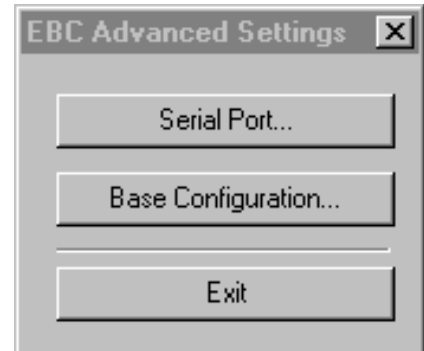 EBC Advanced Settings
Serial Port...
Base Configuration...
Exit